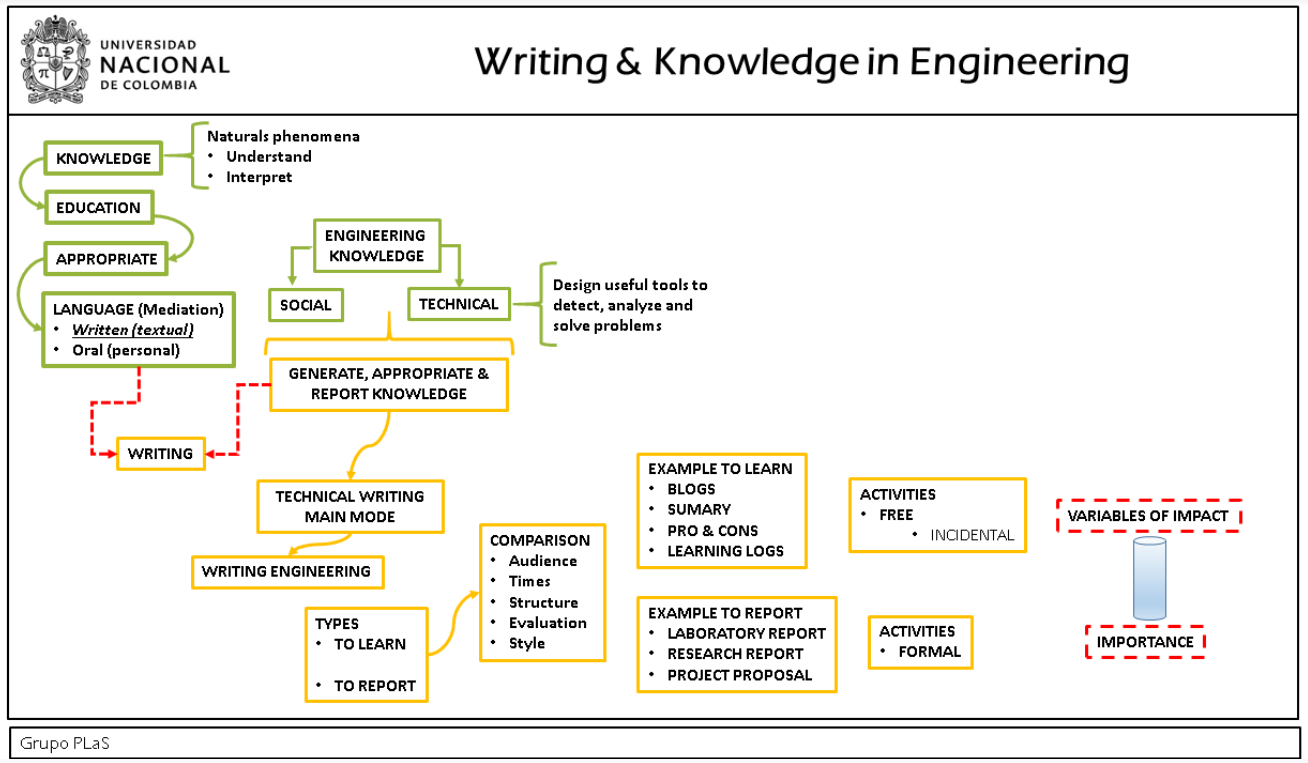 UNIVERSIDAD
NACIONAL
DE COLOMBIA
Writing & Knowledge in Engineering
KNOWLEDGE
Naturals phenomena
• Understand
• Interpret
EDUCATION
APPROPRIATE
LANGUAGE (Mediation)
• Written (textual)
• Oral (personal)
ENGINEERING
KNOWLEDGE
SOCIAL
TECHNICAL
Design useful tools to
detect, analyze and
solve problems
GENERATE, APPROPRIATE &
REPORT KNOWLEDGE
WRITING
TECHNICAL WRITING
MAIN MODE
WRITING ENGINEERING
TYPES
• TO LEARN
• TO REPORT
COMPARISON
• Audience
• Times
• Structure
• Evaluation
• Style
EXAMPLE TO LEARN
• BLOGS
• SUMARY
• PRO & CONS
• LEARNING LOGS
ACTIVITIES
• FREE
• INCIDENTAL
EXAMPLE TO REPORT
• LABORATORY REPORT
• RESEARCH REPORT
• PROJECT PROPOSAL
ACTIVITIES
• FORMAL
VARIABLES OF IMPACT
IMPORTANCE
Grupo PLaS